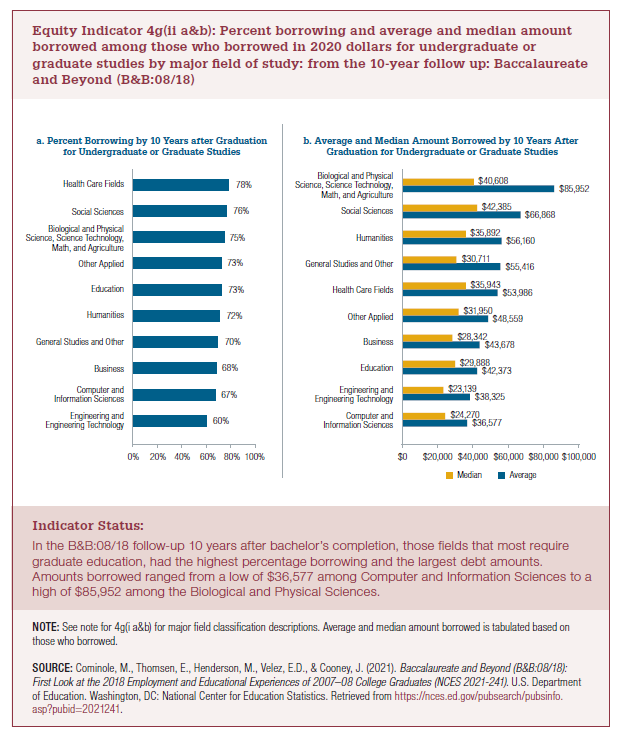 Equity Indicator 4g(ii a&b): Percent borrowing and average and median amount
borrowed among those who borrowed in 2020 dollars for undergraduate or
graduate studies by major field of study: from the 10-year follow up: Baccalaureate
and Beyond (B&B:08/18)
a. Percent Borrowing by 10 Years after Graduation
for Undergraduate or Graduate Studies
Health Care Fields
78%
Social Sciences
76%
Biological and Physical
Science, Science Technology,
Math, and Agriculture
75%
Other Applied
73%
Education
73%
Humanities
72%
General Studies and Other
70%
Business
68%
Computer and
Information Sciences
67%
Engineering and
Engineering Technology
60%
0% 20% 40% 60% 80% 100%
b. Average and Median Amount Borrowed by 10 Years After
Graduation for Undergraduate or Graduate Studies
Biological and Physical
Science, Science Technology,
Math, and Agriculture
$40,608
$85,952
Social Sciences
$42,385
$66,868
Humanities
$35,892
$56,160
General Studies and Other
$30,711
$55,416
Health Care Fields
$35,943
$53,986
Other Applied
$31,950
$48,559
Business
$28,342
$43,678
Education
$29,888
$42,373
Engineering and
Engineering Technology
$23,139
$38,325
Computer and
Information Sciences
$24,270
$36,577
$0 $20,000 $40,000 $60,000 $80,000 $100,000
Median Average
Indicator Status:
In the B&B:08/18 follow-up 10 years after bachelor's completion, those fields that most require
graduate education, had the highest percentage borrowing and the largest debt amounts.
Amounts borrowed ranged from a low of $36,577 among Computer and Information Sciences to a
high of $85,952 among the Biological and Physical Sciences.
NOTE: See note for 4g(i a&b) for major field classification descriptions. Average and median amount borrowed is tabulated based on
those who borrowed.
SOURCE: Cominole, M., Thomsen, E., Henderson, M., Velez, E.D., & Cooney, J. (2021). Baccalaureate and Beyond (B&B:08/18):
First Look at the 2018 Employment and Educational Experiences of 2007–08 College Graduates (NCES 2021-241). U.S. Department
of Education. Washington, DC: National Center for Education Statistics. Retrieved from https://nces.ed.gov/pubsearch/pubsinfo.
asp?pubid=2021241.